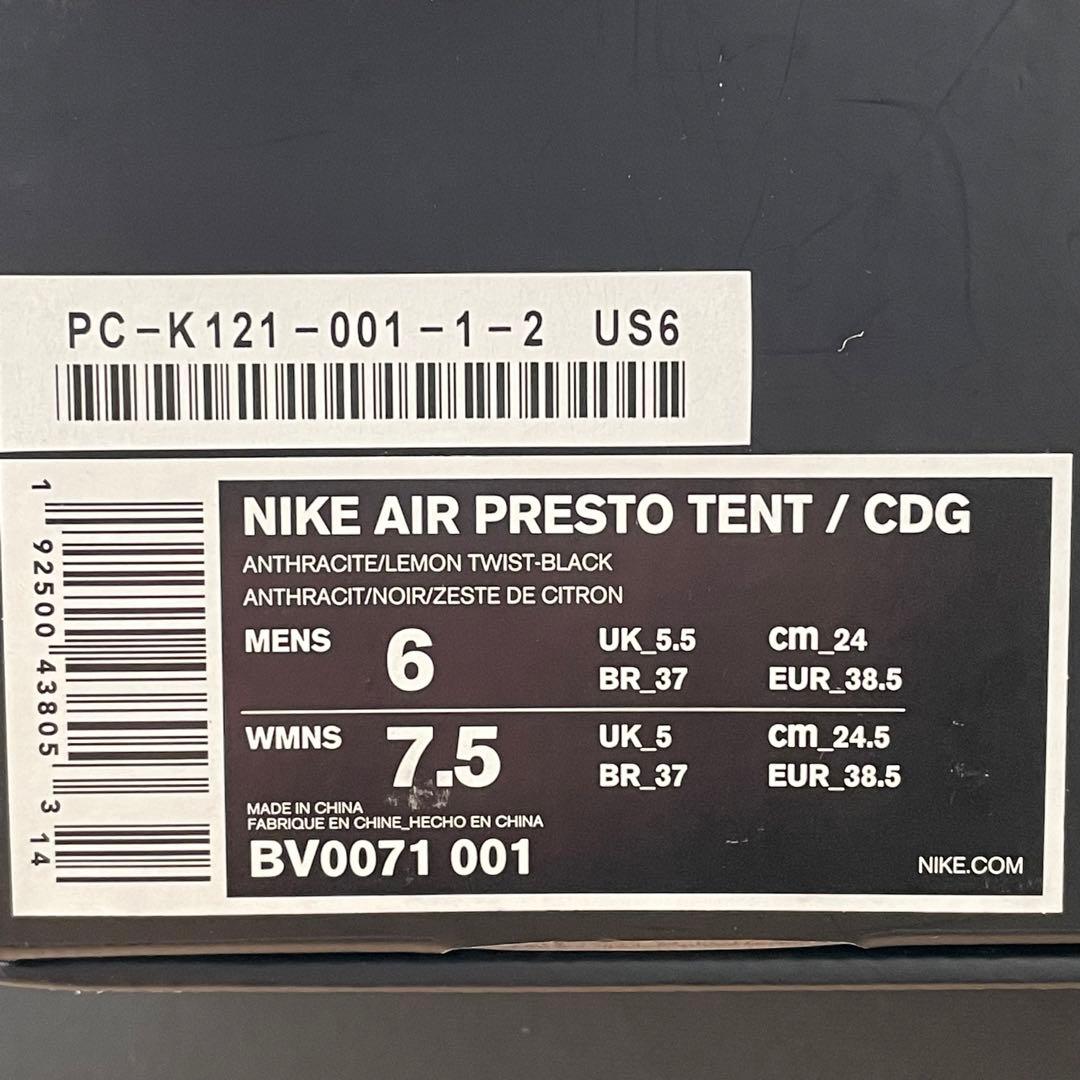 PC-K121-001-1-2 US6
1 92500 43805 3 14
NIKE AIR PRESTO TENT / CDG
ANTHRACITE/LEMON TWIST-BLACK
ANTHRACIT/NOIR/ZESTE DE CITRON
MENS 6 UK_5.5 cm_24
BR_37 EUR_38.5
WMNS 7.5 UK_5 cm_24.5
BR_37 EUR_38.5
MADE IN CHINA
FABRIQUE EN CHINE_HECHO EN CHINA
BV0071 001
NIKE.COM